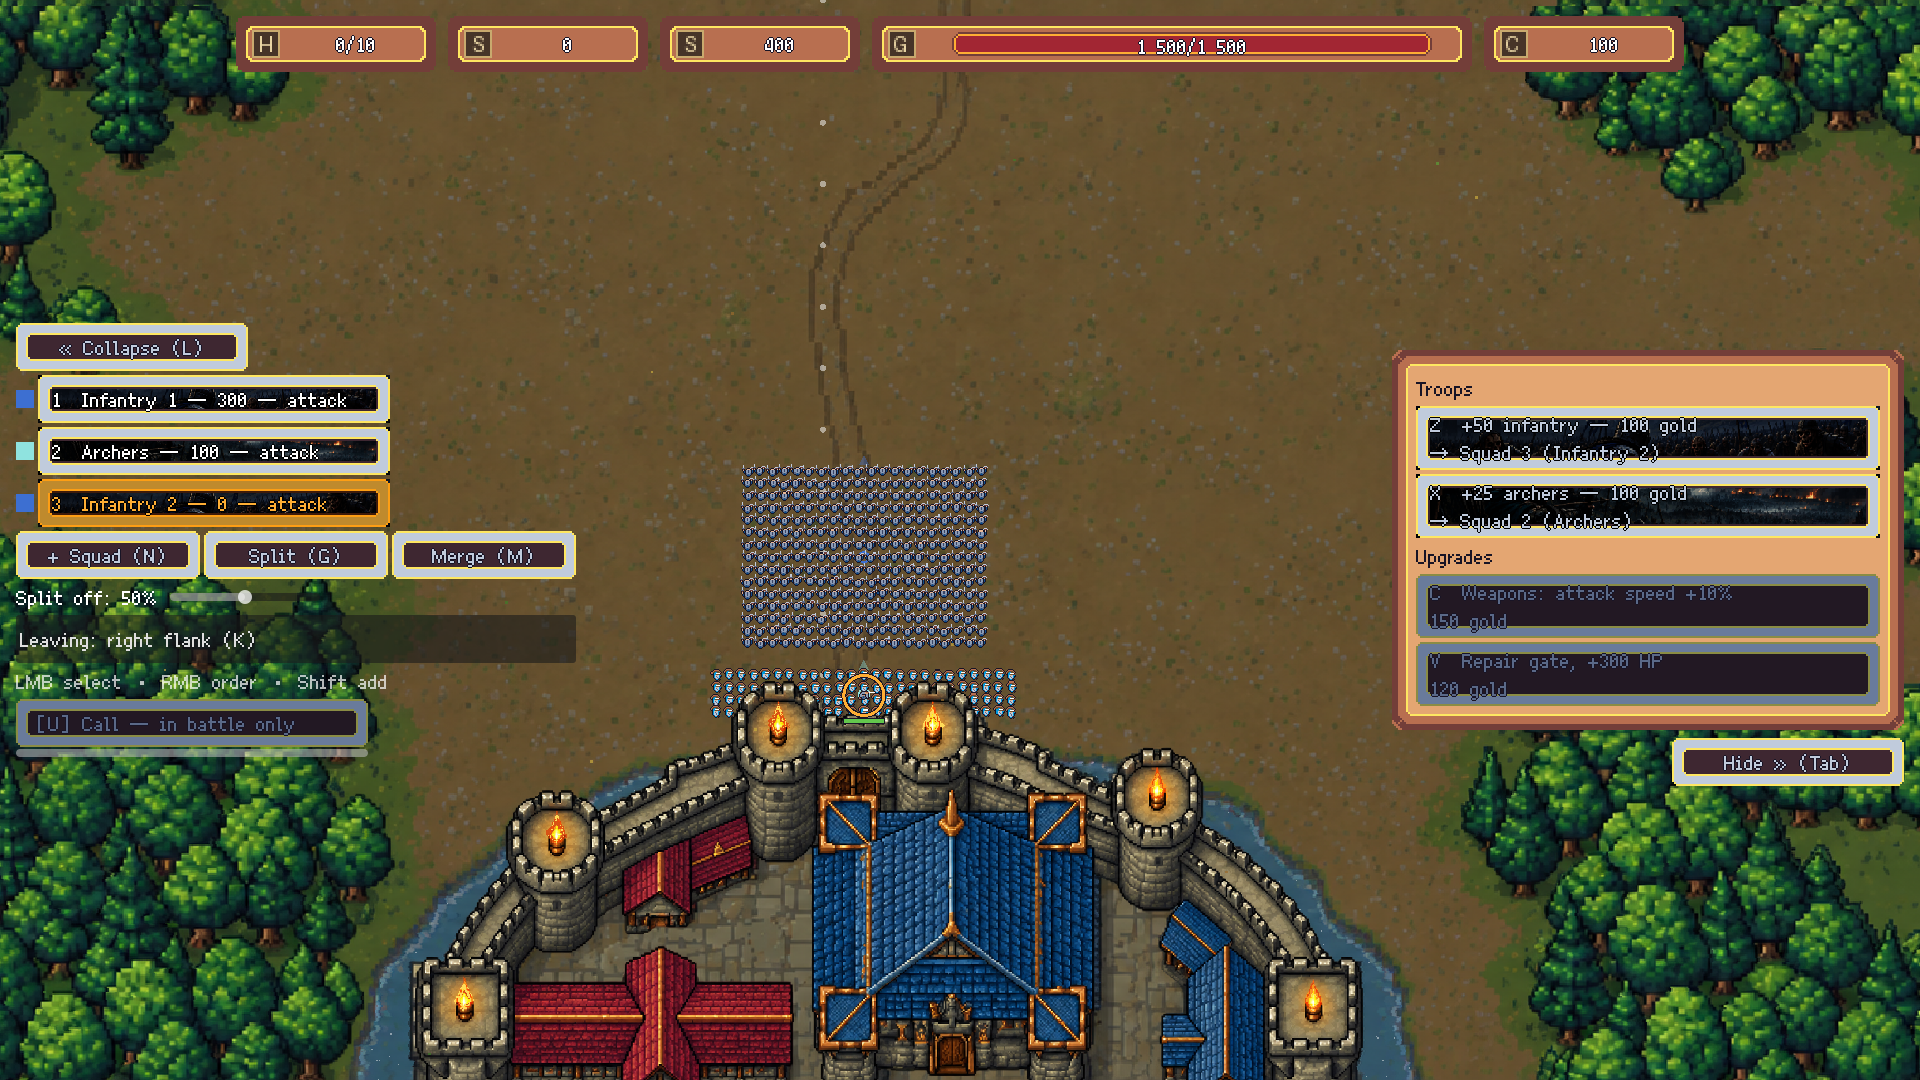 H 0/10
S 0
S 400
G 1 500/1 500
C 100
« Collapse (L)
1 Infantry 1 — 300 — attack
2 Archers — 100 — attack
3 Infantry 2 — 0 — attack
+ Squad (N)
Split (G)
Merge (M)
Split off: 50%
Leaving: right flank (K)
LMB select · RMB order · Shift add
[U] Call — in battle only
Troops
Z +50 infantry — 100 gold
→ Squad 3 (Infantry 2)
X +25 archers — 100 gold
→ Squad 2 (Archers)
Upgrades
C Weapons: attack speed +10%
150 gold
V Repair gate, +300 HP
120 gold
Hide » (Tab)